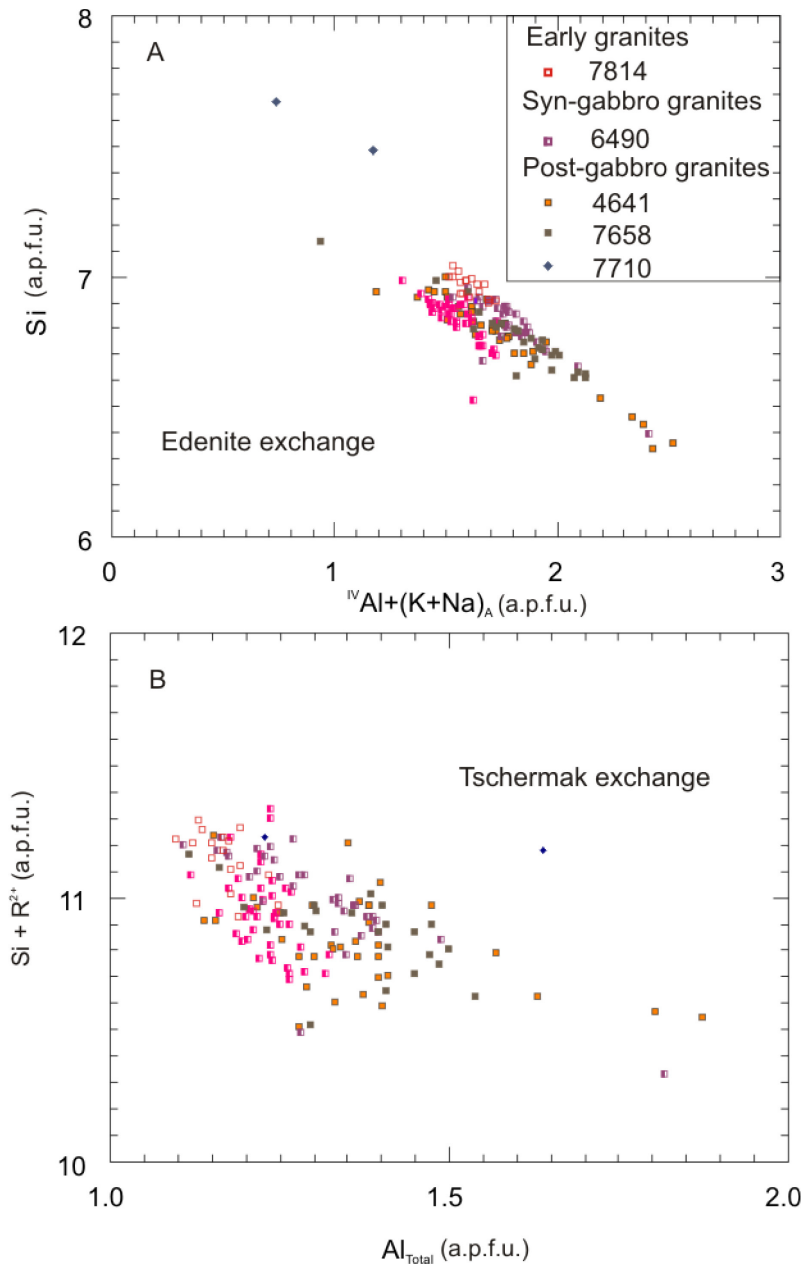 8
A
Early granites
7814
Syn-gabbro granites
6490
Post-gabbro granites
4641
7658
7710
7
Si (a.p.f.u.)
Edenite exchange
6
0 1 2 3
ᴵⱽAl+(K+Na)ₐ (a.p.f.u.)
12
B
Tschermak exchange
11
Si + R²⁺ (a.p.f.u.)
10
1.0 1.5 2.0
Al_Total (a.p.f.u.)